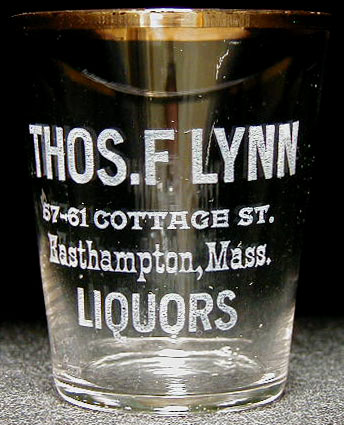 THOS.F LYNN
57-61 COTTAGE ST.
Easthampton, Mass.
LIQUORS